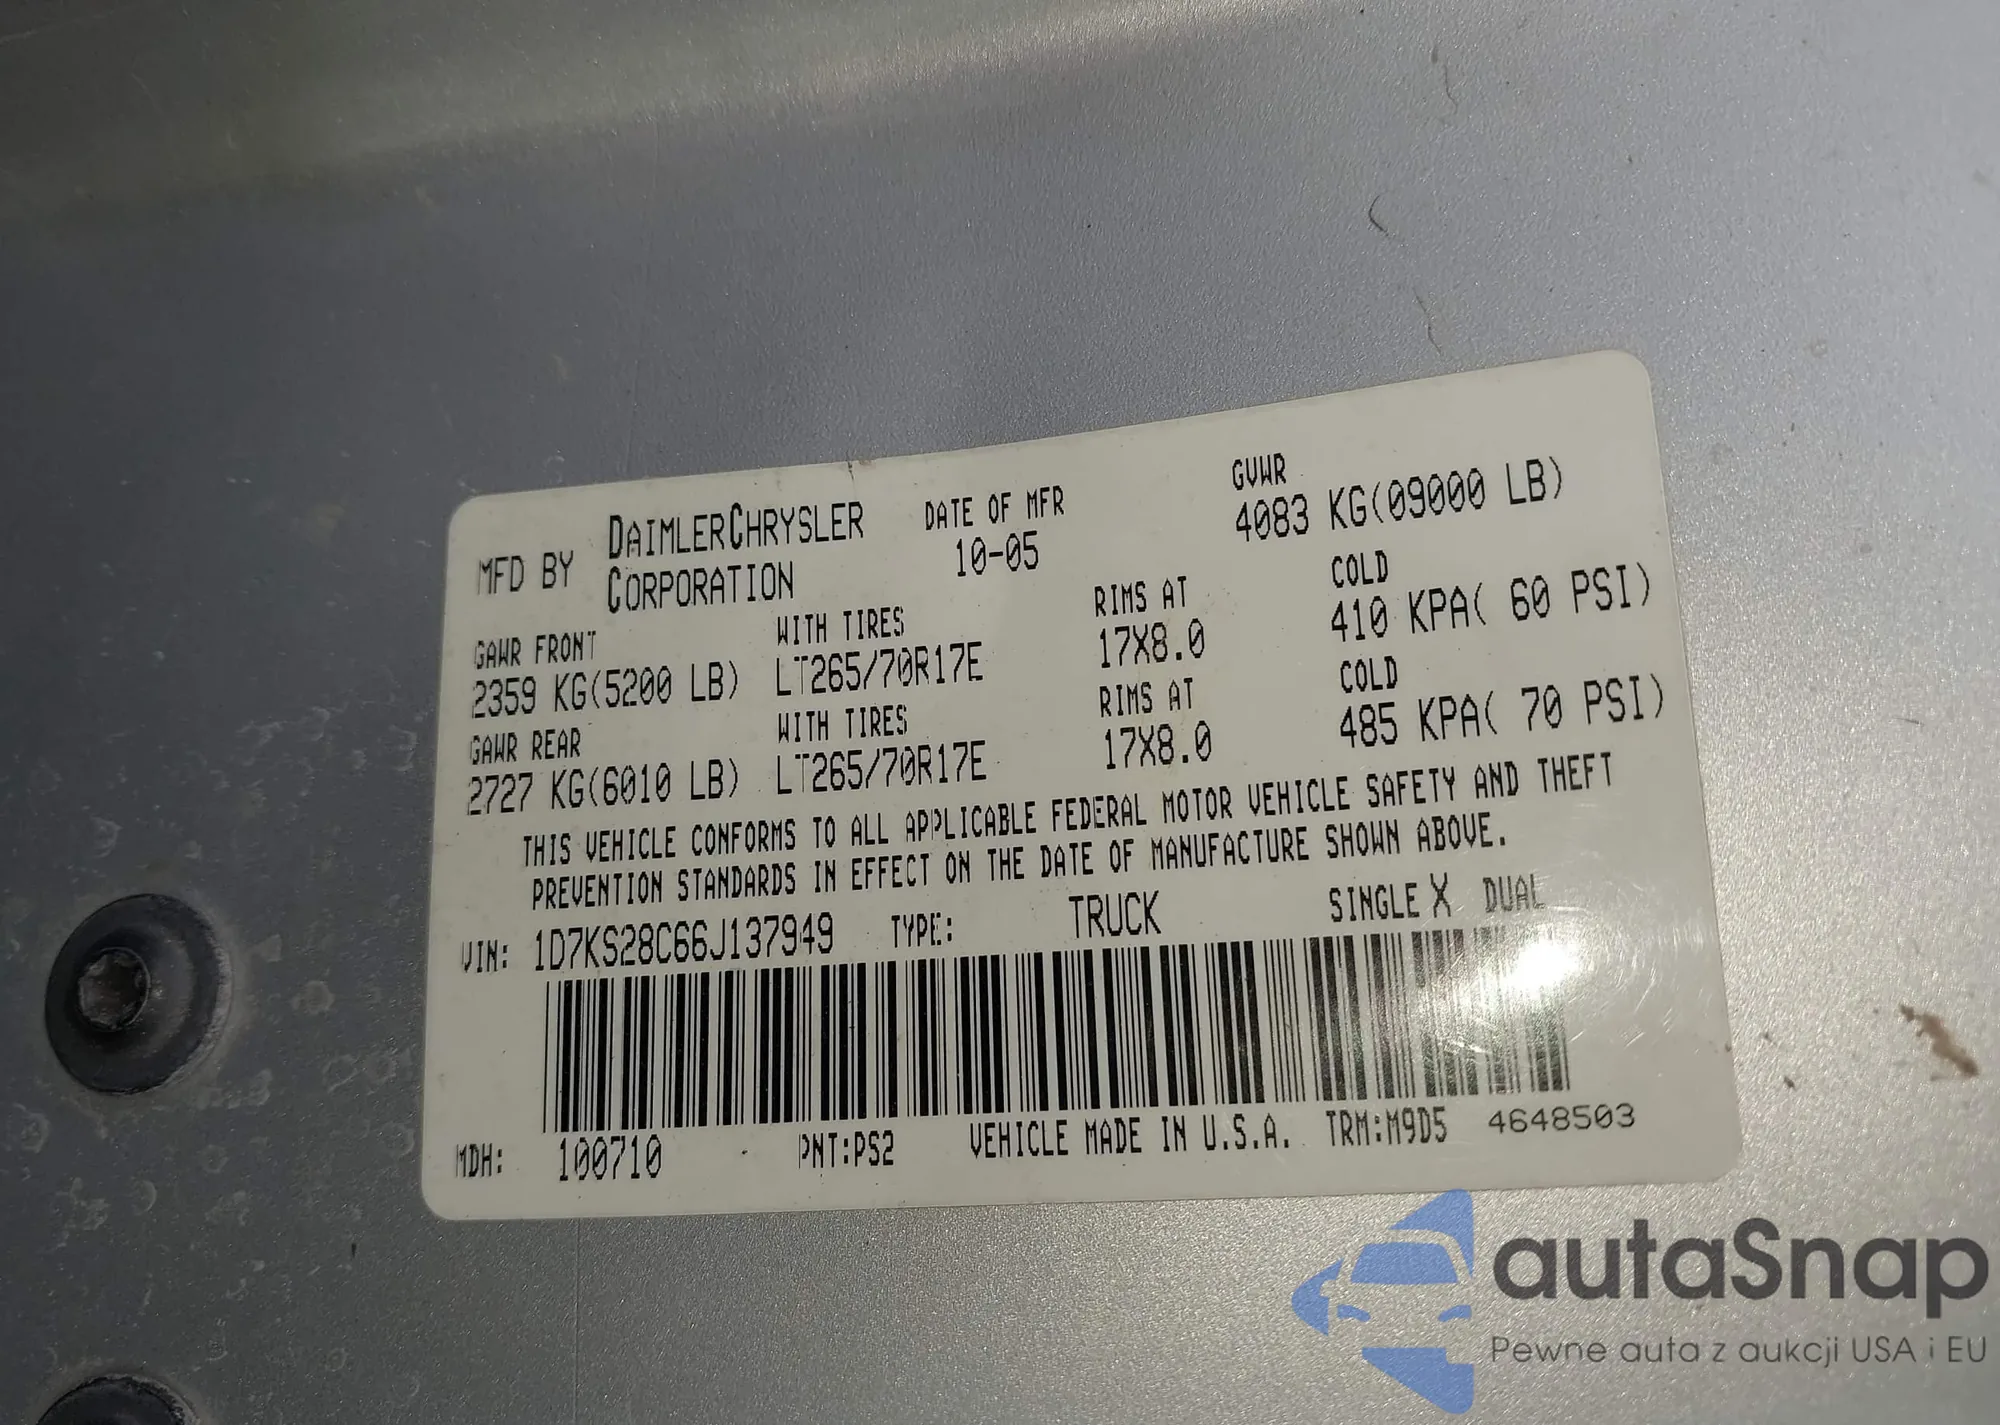 MFD BY DAIMLERCHRYSLER CORPORATION
DATE OF MFR
10-05
GVWR
4083 KG(09000 LB)
GAWR FRONT WITH TIRES RIMS AT COLD
2359 KG(5200 LB) LT265/70R17E 17X8.0 410 KPA( 60 PSI)
GAWR REAR WITH TIRES RIMS AT COLD
2727 KG(6010 LB) LT265/70R17E 17X8.0 485 KPA( 70 PSI)
THIS VEHICLE CONFORMS TO ALL APPLICABLE FEDERAL MOTOR VEHICLE SAFETY AND THEFT
PREVENTION STANDARDS IN EFFECT ON THE DATE OF MANUFACTURE SHOWN ABOVE.
VIN: 1D7KS28C66J137949 TYPE: TRUCK SINGLE X DUAL
MDH: 100710 PNT:PS2 VEHICLE MADE IN U.S.A. TRM:M9D5 4648503
autaSnap
Pewne auta z aukcji USA i EU